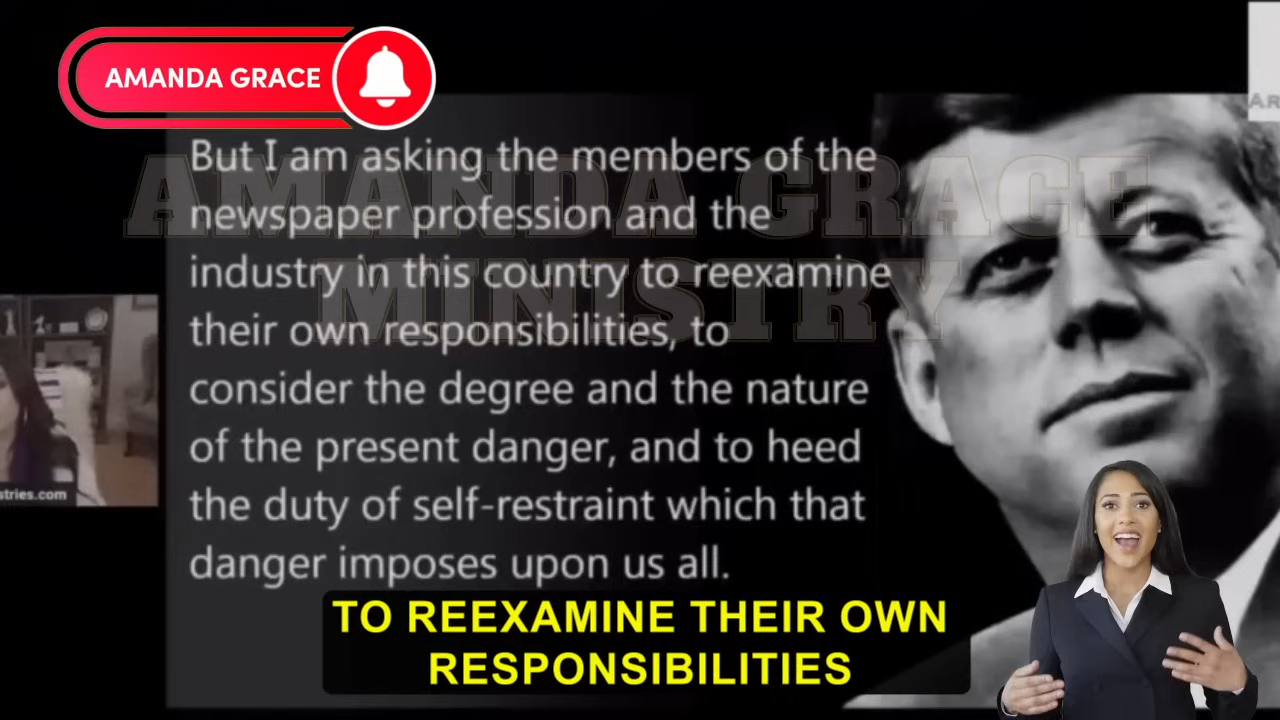 AMANDA GRACE
Ar
But I am asking the members of the
newspaper profession and the
industry in this country to reexamine
their own responsibilities, to
consider the degree and the nature
of the present danger, and to heed
the duty of self-restraint which that
danger imposes upon us all.
AMANDA GRACE
MINISTRY
stries.com
TO REEXAMINE THEIR OWN
RESPONSIBILITIES